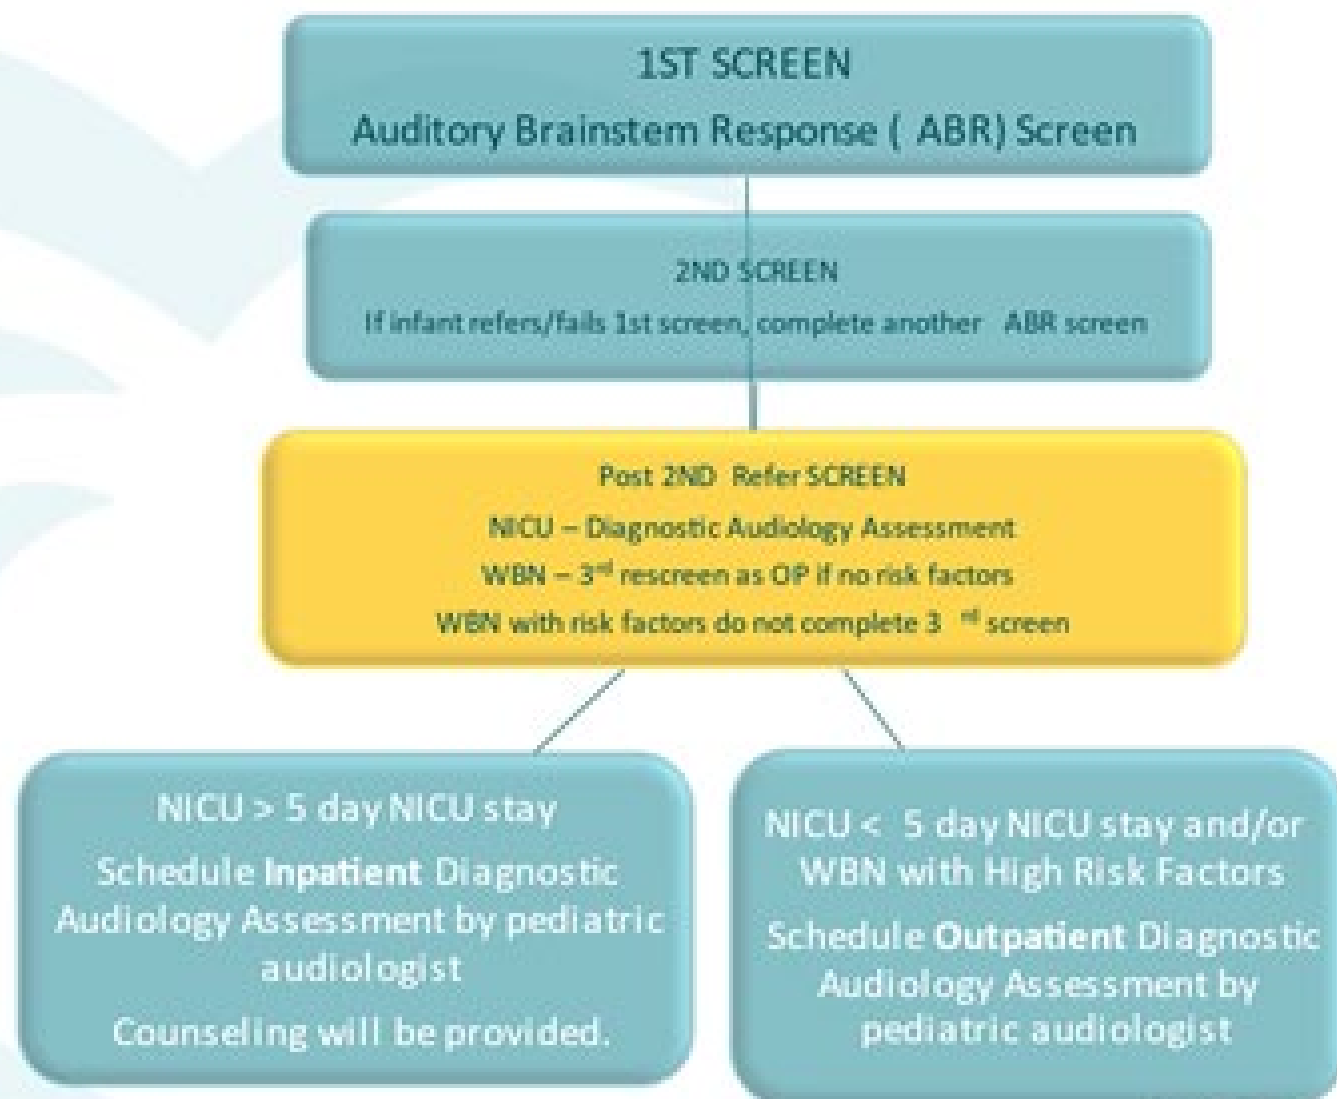 1ST SCREEN
Auditory Brainstem Response ( ABR) Screen
2ND SCREEN
If infant refers/fails 1st screen, complete another ABR screen
Post 2ND Refer SCREEN
NICU – Diagnostic Audiology Assessment
WBN – 3rd rescreen as OP if no risk factors
WBN with risk factors do not complete 3 rd screen
NICU > 5 day NICU stay
Schedule Inpatient Diagnostic
Audiology Assessment by pediatric
audiologist
Counseling will be provided.
NICU < 5 day NICU stay and/or
WBN with High Risk Factors
Schedule Outpatient Diagnostic
Audiology Assessment by
pediatric audiologist